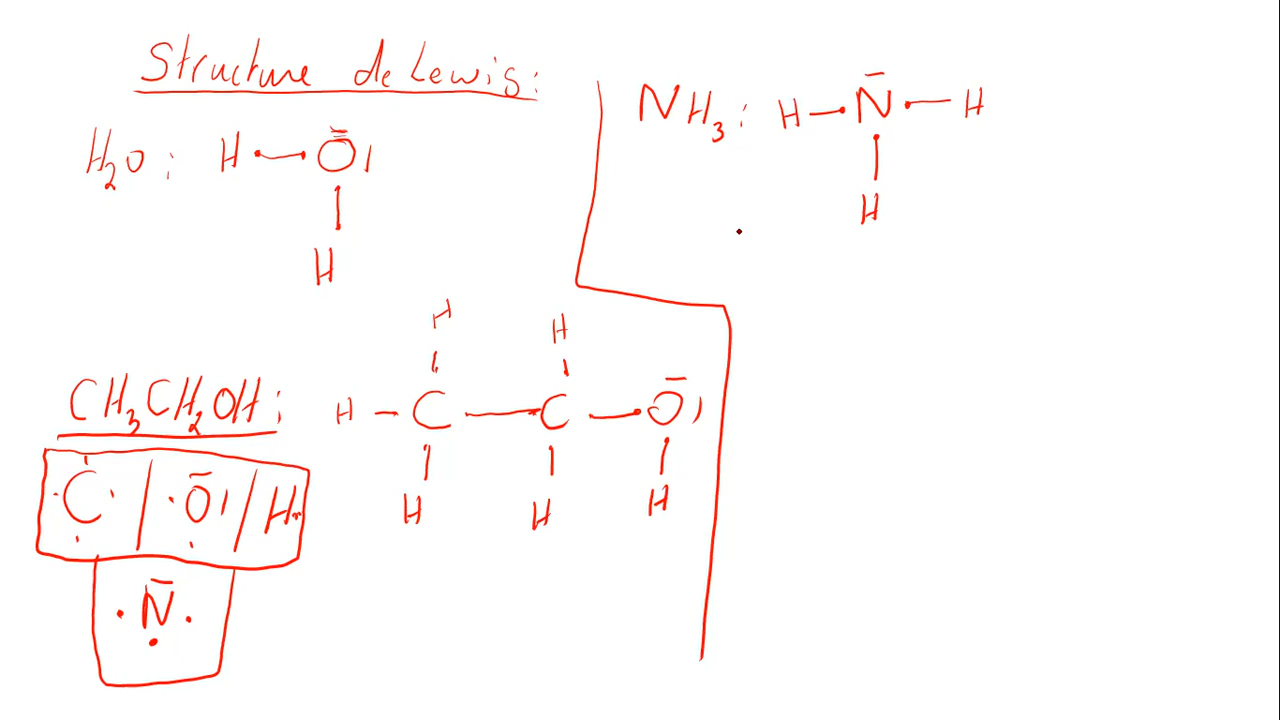 Structure de Lewis :
H2O : H — O̅ |
|
H
NH3 : H — N̅ — H
|
H
H H
| |
CH3CH2OH : H — C — C — O̅ |
| | |
H H H
· C · | · O̅ | / H ·
· N̅ ·